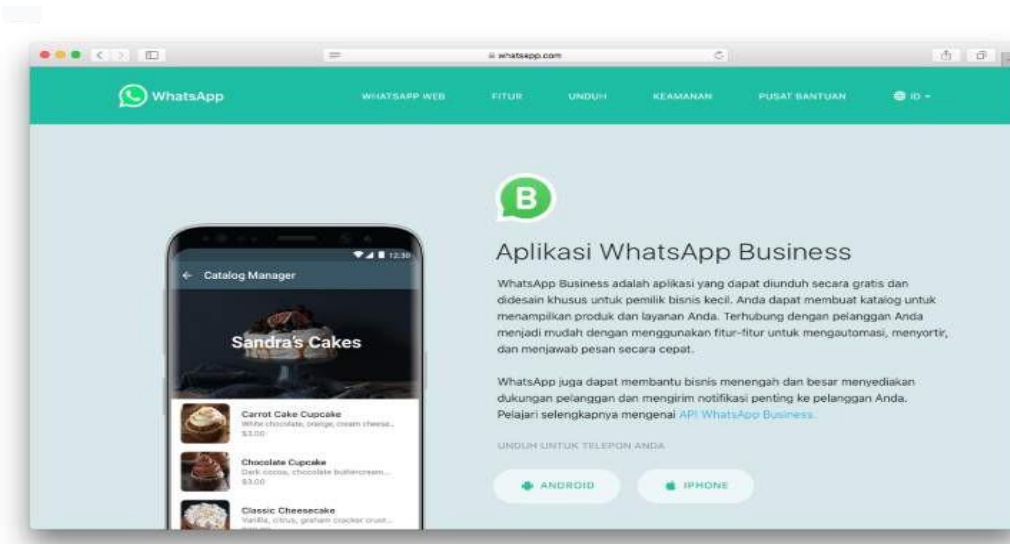 whatsapp.com
WhatsApp
WHATSAPP WEB
FITUR
UNDUH
KEAMANAN
PUSAT BANTUAN
ID
12:30
Catalog Manager
Sandra's Cakes
Carrot Cake Cupcake
White chocolate, orange, cream cheese...
$3.00
Chocolate Cupcake
Dark cocoa, chocolate buttercream...
$3.00
Classic Cheesecake
Vanilla, citrus, graham cracker crust...
B
Aplikasi WhatsApp Business
WhatsApp Business adalah aplikasi yang dapat diunduh secara gratis dan
didesain khusus untuk pemilik bisnis kecil. Anda dapat membuat katalog untuk
menampilkan produk dan layanan Anda. Terhubung dengan pelanggan Anda
menjadi mudah dengan menggunakan fitur-fitur untuk mengautomasi, menyortir,
dan menjawab pesan secara cepat.
WhatsApp juga dapat membantu bisnis menengah dan besar menyediakan
dukungan pelanggan dan mengirim notifikasi penting ke pelanggan Anda.
Pelajari selengkapnya mengenai API WhatsApp Business.
UNDUH UNTUK TELEPON ANDA
ANDROID
IPHONE